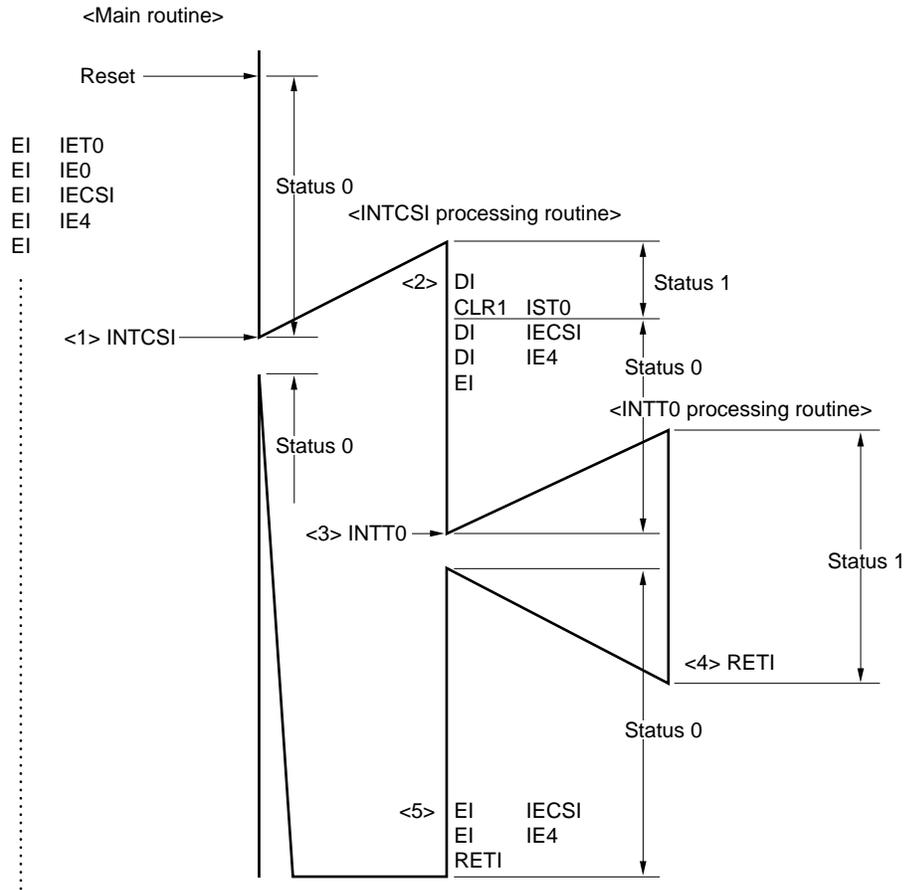 <Main routine>
Reset
EI IET0
EI IE0
EI IECSI
EI IE4
EI
Status 0
<INTCSI processing routine>
<2> DI
CLR1 IST0
DI IECSI
DI IE4
EI
Status 1
<1> INTCSI
Status 0
<INTT0 processing routine>
Status 0
<3> INTT0
Status 1
<4> RETI
Status 0
<5> EI IECSI
EI IE4
RETI